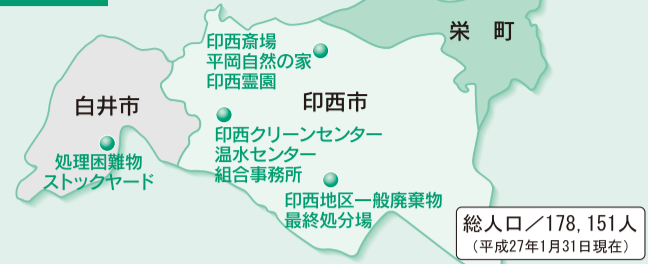 栄 町
印西斎場
平岡自然の家
印西霊園
白井市
印西市
印西クリーンセンター
温水センター
組合事務所
処理困難物
ストックヤード
印西地区一般廃棄物
最終処分場
総人口／178,151人
（平成27年1月31日現在）